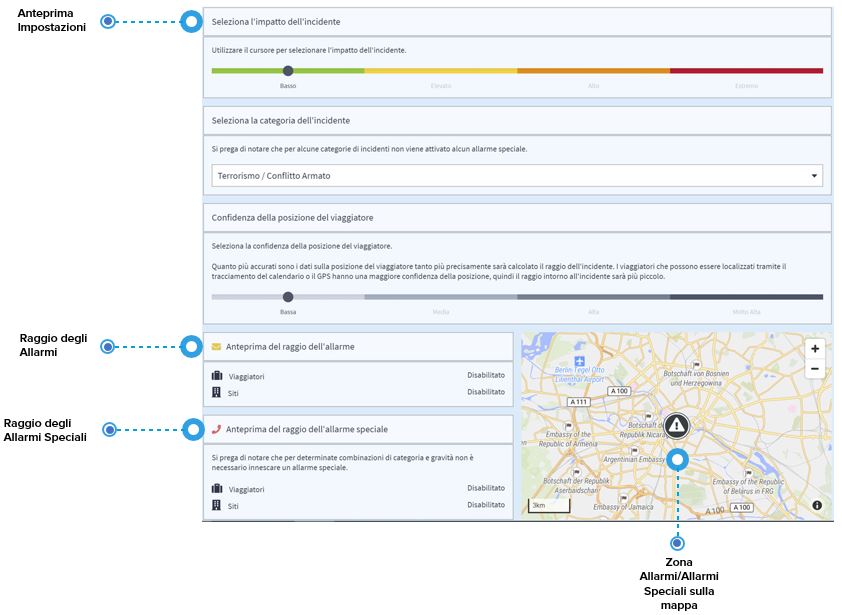 Anteprima
Impostazioni
Seleziona l'impatto dell'incidente
Utilizzare il cursore per selezionare l'impatto dell'incidente.
Basso
Elevato
Alto
Estremo
Seleziona la categoria dell'incidente
Si prega di notare che per alcune categorie di incidenti non viene attivato alcun allarme speciale.
Terrorismo / Conflitto Armato
Confidenza della posizione del viaggiatore
Seleziona la confidenza della posizione del viaggiatore.
Quanto più accurati sono i dati sulla posizione del viaggiatore tanto più precisamente sarà calcolato il raggio dell'incidente. I viaggiatori che possono essere localizzati tramite il
tracciamento del calendario o il GPS hanno una maggiore confidenza della posizione, quindi il raggio intorno all'incidente sarà più piccolo.
Bassa
Media
Alta
Molto Alta
Raggio degli
Allarmi
Anteprima del raggio dell'allarme
Viaggiatori Disabilitato
Siti Disabilitato
Raggio degli
Allarmi Speciali
Anteprima del raggio dell'allarme speciale
Si prega di notare che per determinate combinazioni di categoria e gravità non è
necessario innescare un allarme speciale.
Viaggiatori Disabilitato
Siti Disabilitato
+
−
Berlin-Tegel Otto
Lilienthal Airport
Botschaft von Bosnien
und Herzegowina
A 100
A 111
Botschaft de
Republik Nicara
Embassy of the
Republic of Armenia
Argentinian Embassy
Botschaft der Republik
Aserbaidschan
Embassy of the Republic
of Belarus in FRG
Embassy of Jamaica
3km
A 100
A 100
Zona
Allarmi/Allarmi
Speciali sulla
mappa